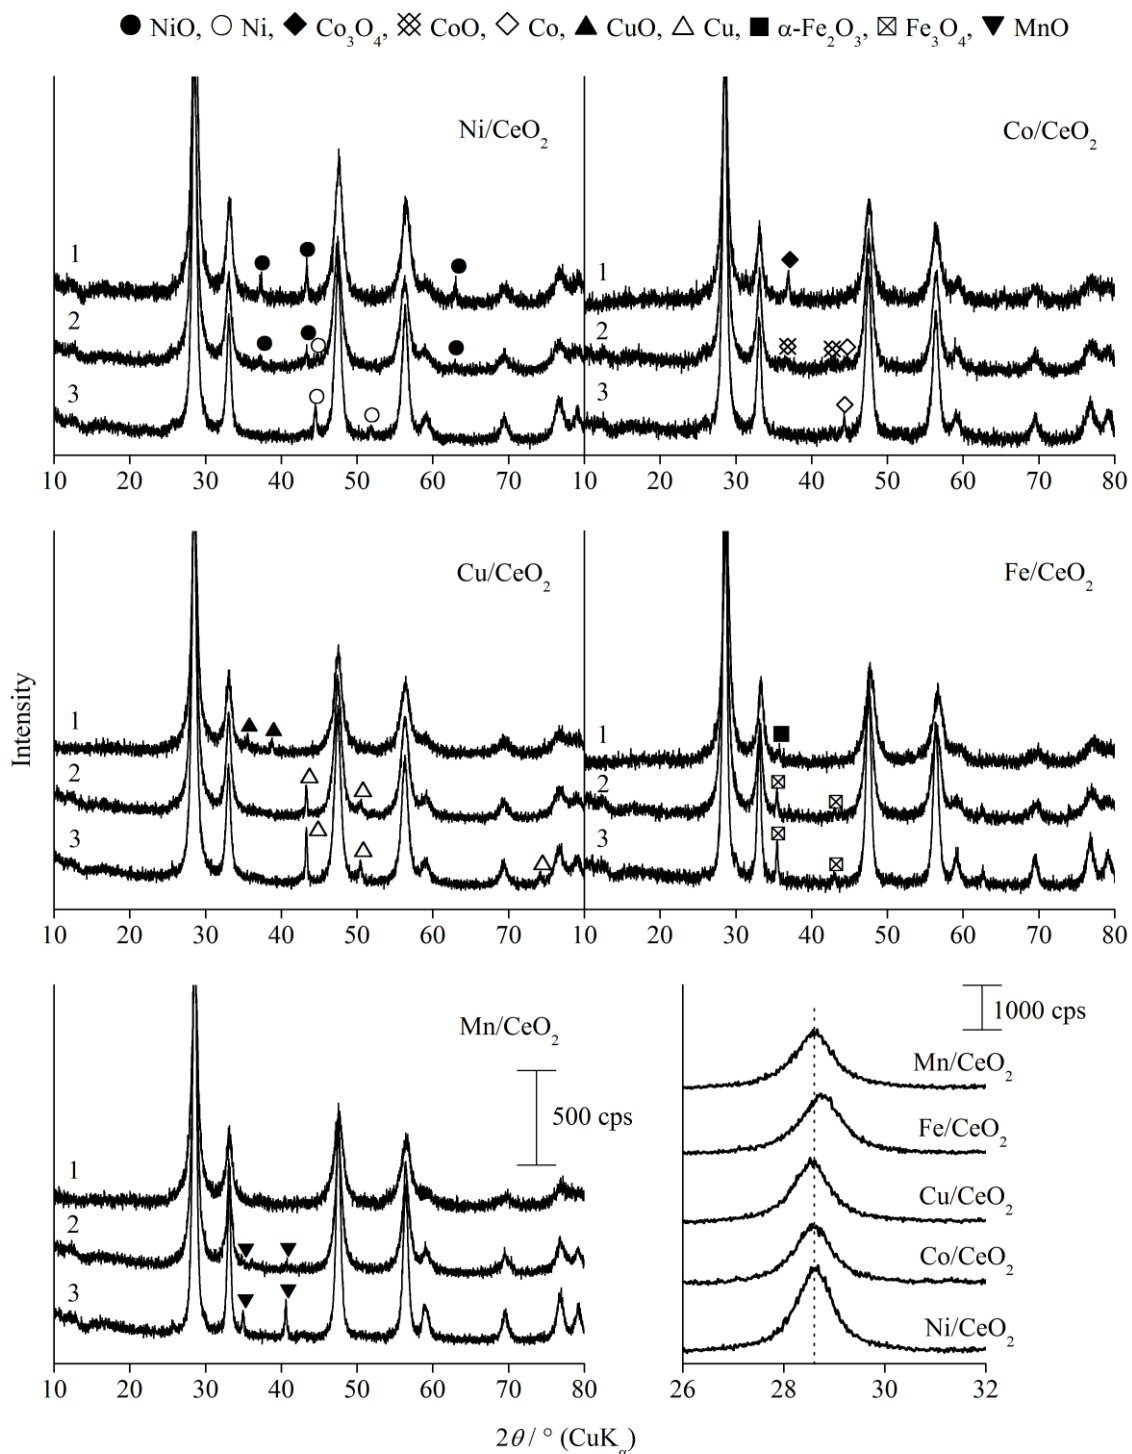 ● NiO, ○ Ni, ◆ Co₃O₄, CoO, ◇ Co, ▲ CuO, △ Cu, ■ α-Fe₂O₃, ⊠ Fe₃O₄, ▼ MnO
Ni/CeO₂
1
2
3
10 20 30 40 50 60 70
Co/CeO₂
1
2
3
10 20 30 40 50 60 70 80
Intensity
Cu/CeO₂
1
2
3
10 20 30 40 50 60 70 80
Fe/CeO₂
1
2
3
10 20 30 40 50 60 70 80
Mn/CeO₂
500 cps
1
2
3
10 20 30 40 50 60 70 80
1000 cps
Mn/CeO₂
Fe/CeO₂
Cu/CeO₂
Co/CeO₂
Ni/CeO₂
26 28 30 32
2θ / ° (CuKα)